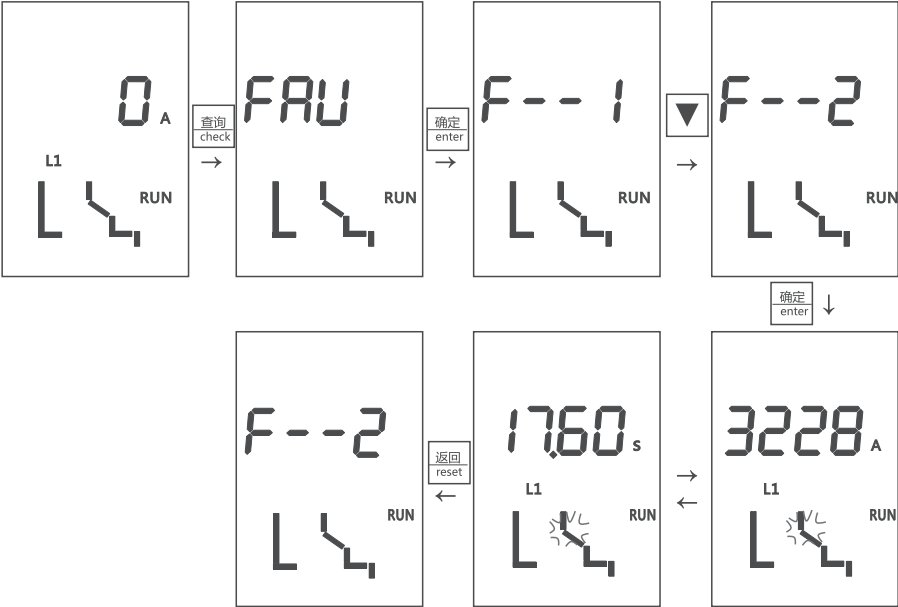 0 A
L1
RUN
查询
check
→
FAU
RUN
确定
enter
→
F--1
RUN
▼
→
F--2
RUN
确定
enter
↓
3228 A
L1
RUN
→
←
17.60 s
L1
RUN
返回
reset
←
F--2
RUN